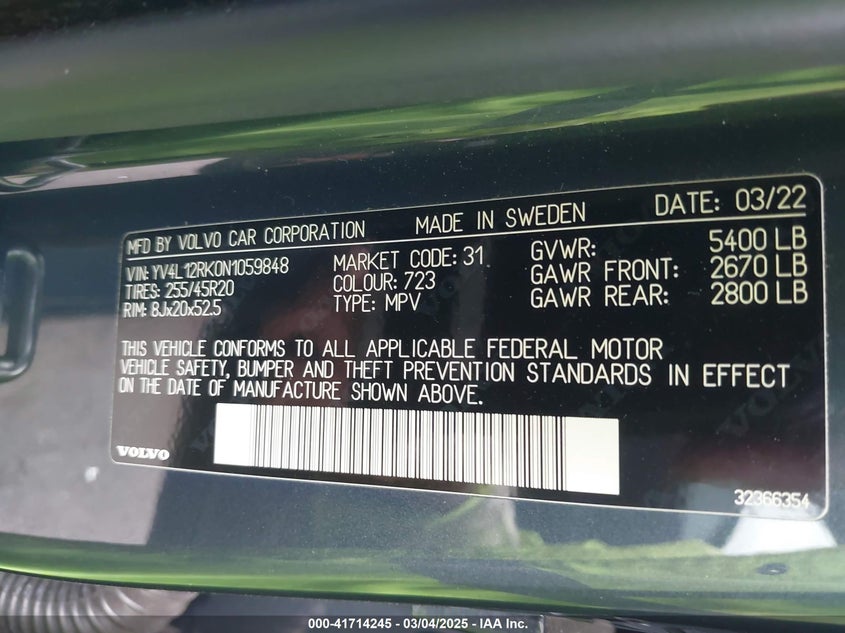 MFD BY VOLVO CAR CORPORATION MADE IN SWEDEN DATE: 03/22
VIN: YV4L12RK0N1059848 MARKET CODE: 31 GVWR: 5400 LB
TIRES: 255/45R20 COLOUR: 723 GAWR FRONT: 2670 LB
RIM: 8Jx20x52.5 TYPE: MPV GAWR REAR: 2800 LB
THIS VEHICLE CONFORMS TO ALL APPLICABLE FEDERAL MOTOR
VEHICLE SAFETY, BUMPER AND THEFT PREVENTION STANDARDS IN EFFECT
ON THE DATE OF MANUFACTURE SHOWN ABOVE.
VOLVO
32366354
000-41714245 - 03/04/2025 - IAA Inc.